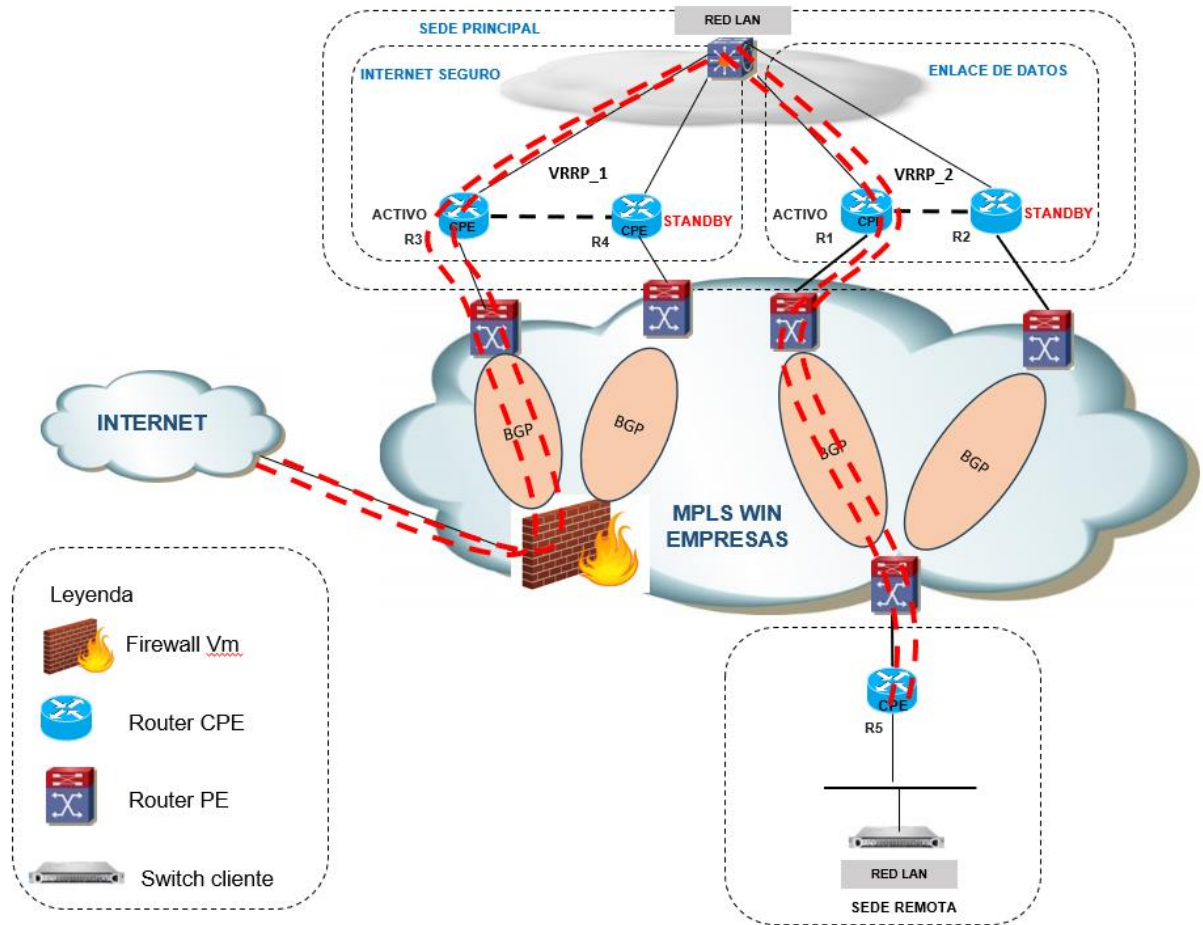 RED LAN
SEDE PRINCIPAL
INTERNET SEGURO
ENLACE DE DATOS
VRRP_1
VRRP_2
ACTIVO
CPE
R3
R4
CPE
STANDBY
ACTIVO
CPE
R1
R2
STANDBY
INTERNET
BGP
BGP
BGP
BGP
MPLS WIN
EMPRESAS
Leyenda
Firewall Vm
Router CPE
Router PE
Switch cliente
CPE
R5
RED LAN
SEDE REMOTA